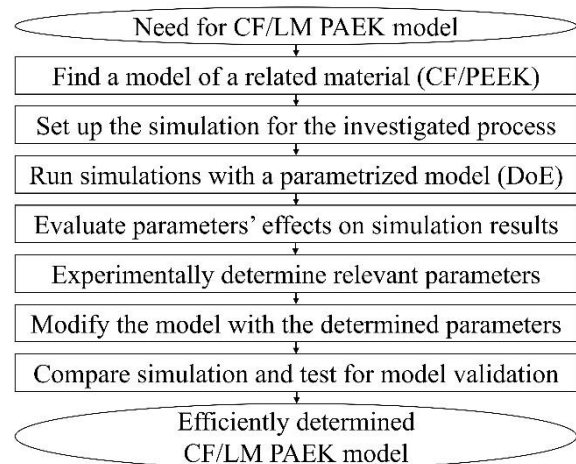 Need for CF/LM PAEK model
Find a model of a related material (CF/PEEK)
Set up the simulation for the investigated process
Run simulations with a parametrized model (DoE)
Evaluate parameters’ effects on simulation results
Experimentally determine relevant parameters
Modify the model with the determined parameters
Compare simulation and test for model validation
Efficiently determined
CF/LM PAEK model